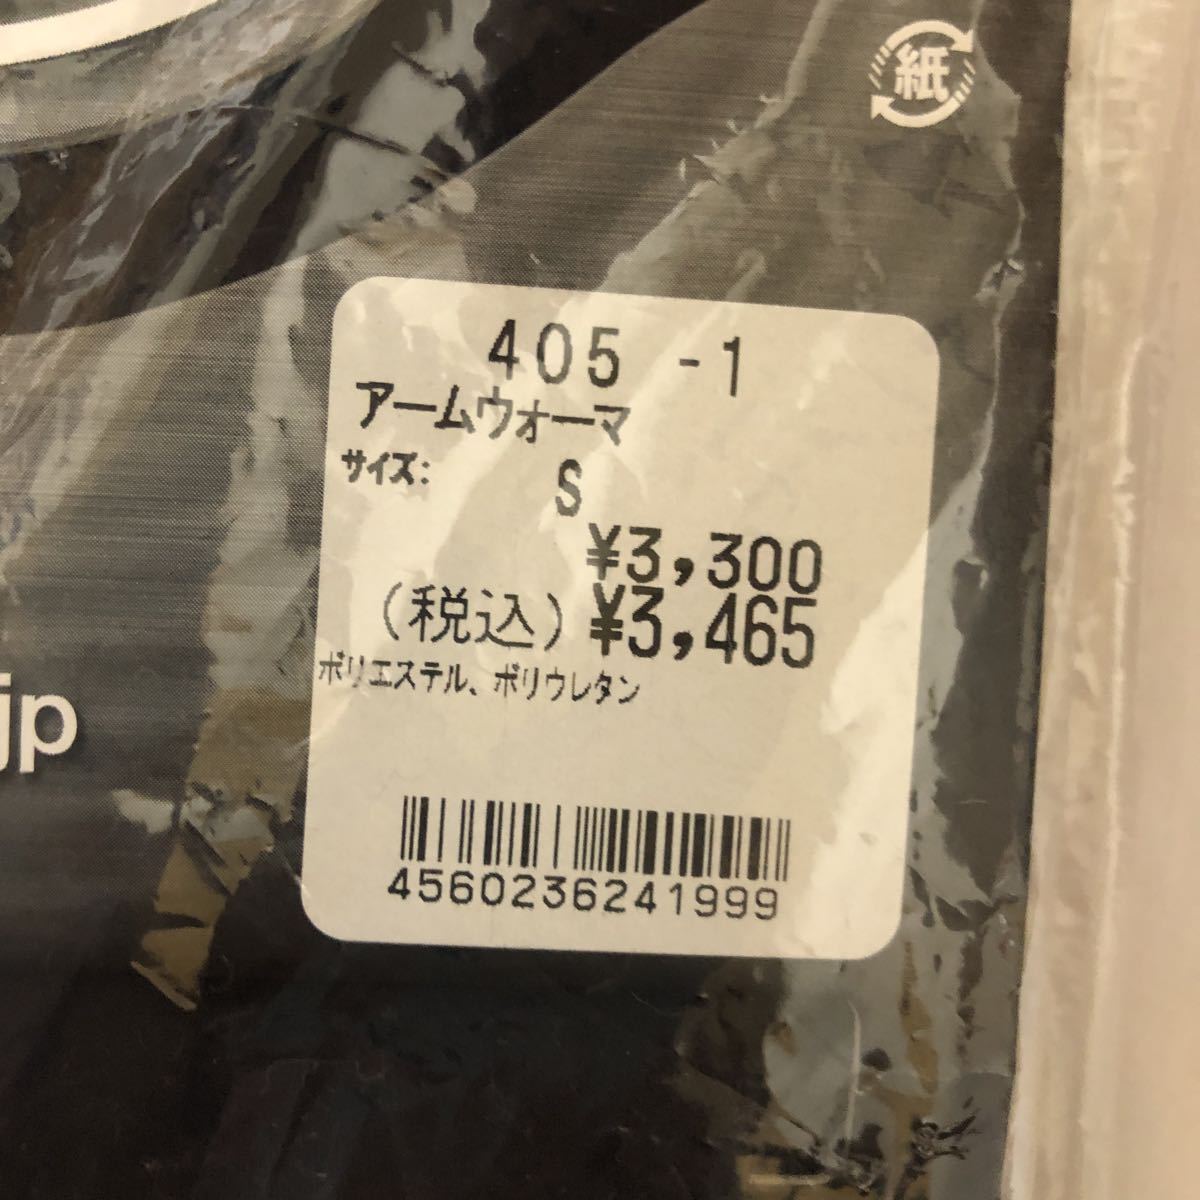 紙
405 -1
アームウォーマ
サイズ: S
¥3,300
(税込) ¥3,465
ポリエステル、ポリウレタン
jp
4560236241999